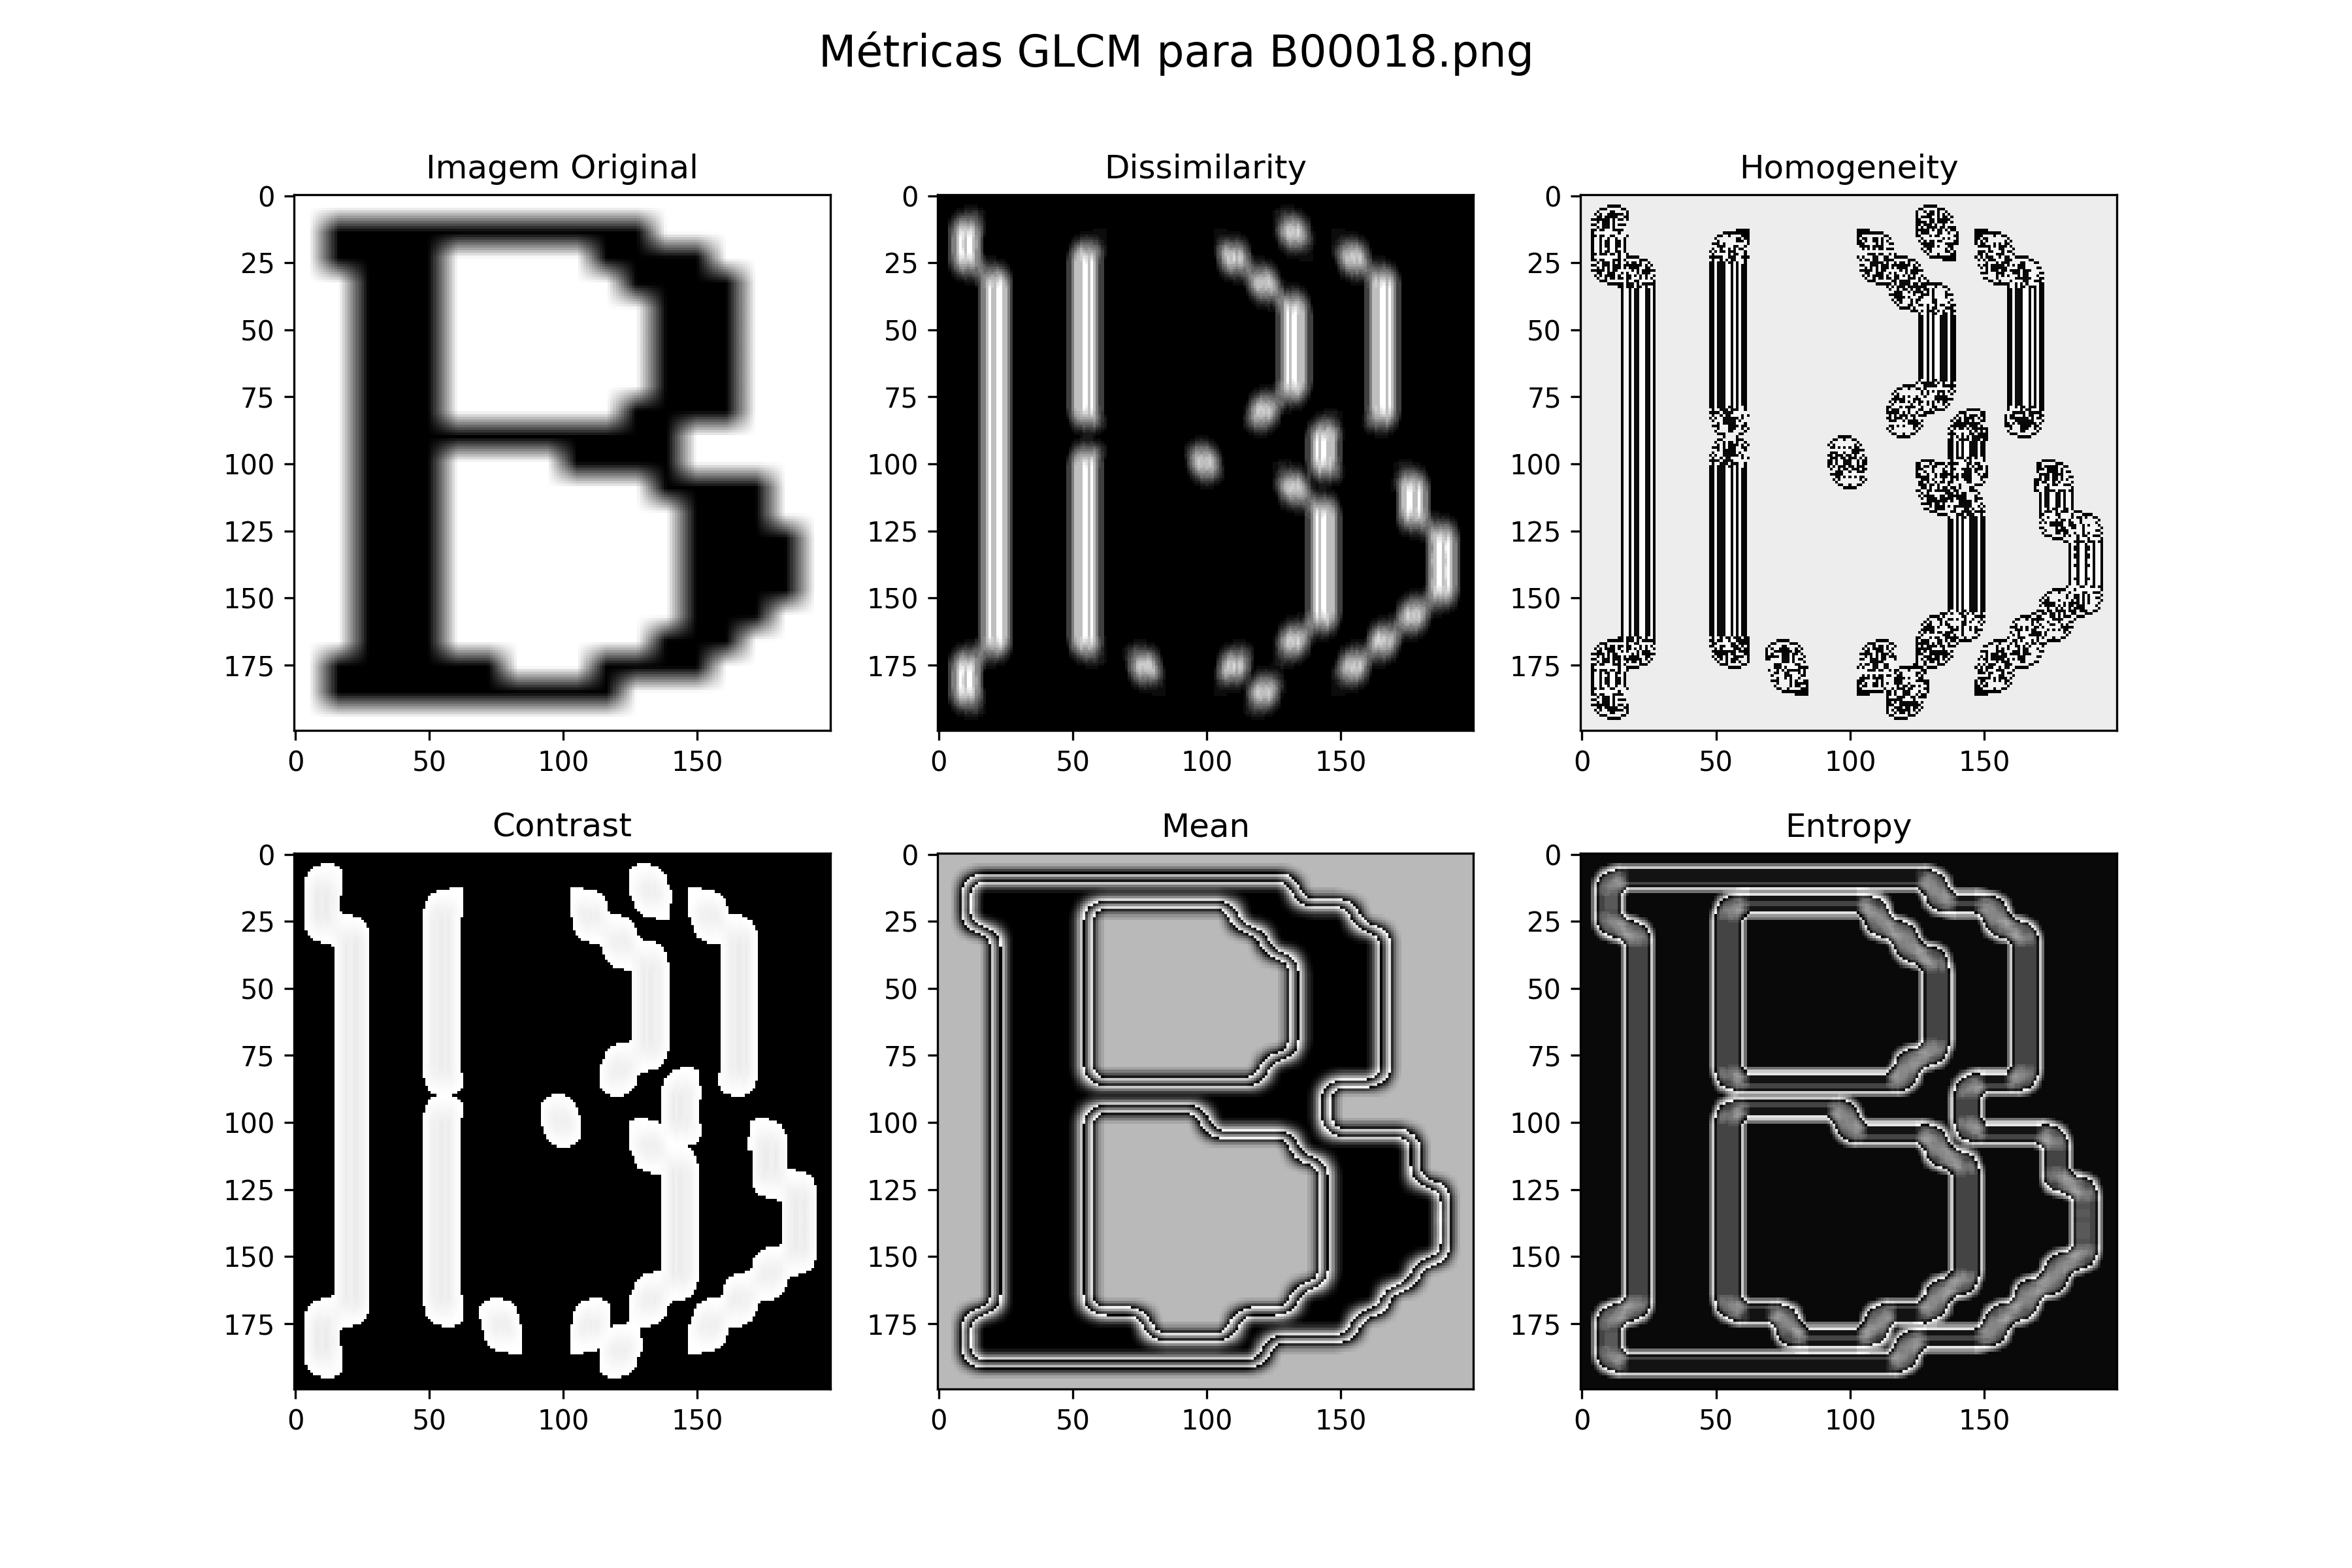 Métricas GLCM para B00018.png
Imagem Original Dissimilarity Homogeneity
0 0 0
25 25 25
50 50 50
75 75 75
100 100 100
125 125 125
150 150 150
175 175 175
0 50 100 150 0 50 100 150 0 50 100 150
B
Contrast Mean Entropy
0 0 0
25 25 25
50 50 50
75 75 75
100 100 100
125 125 125
150 150 150
175 175 175
0 50 100 150 0 50 100 150 0 50 100 150